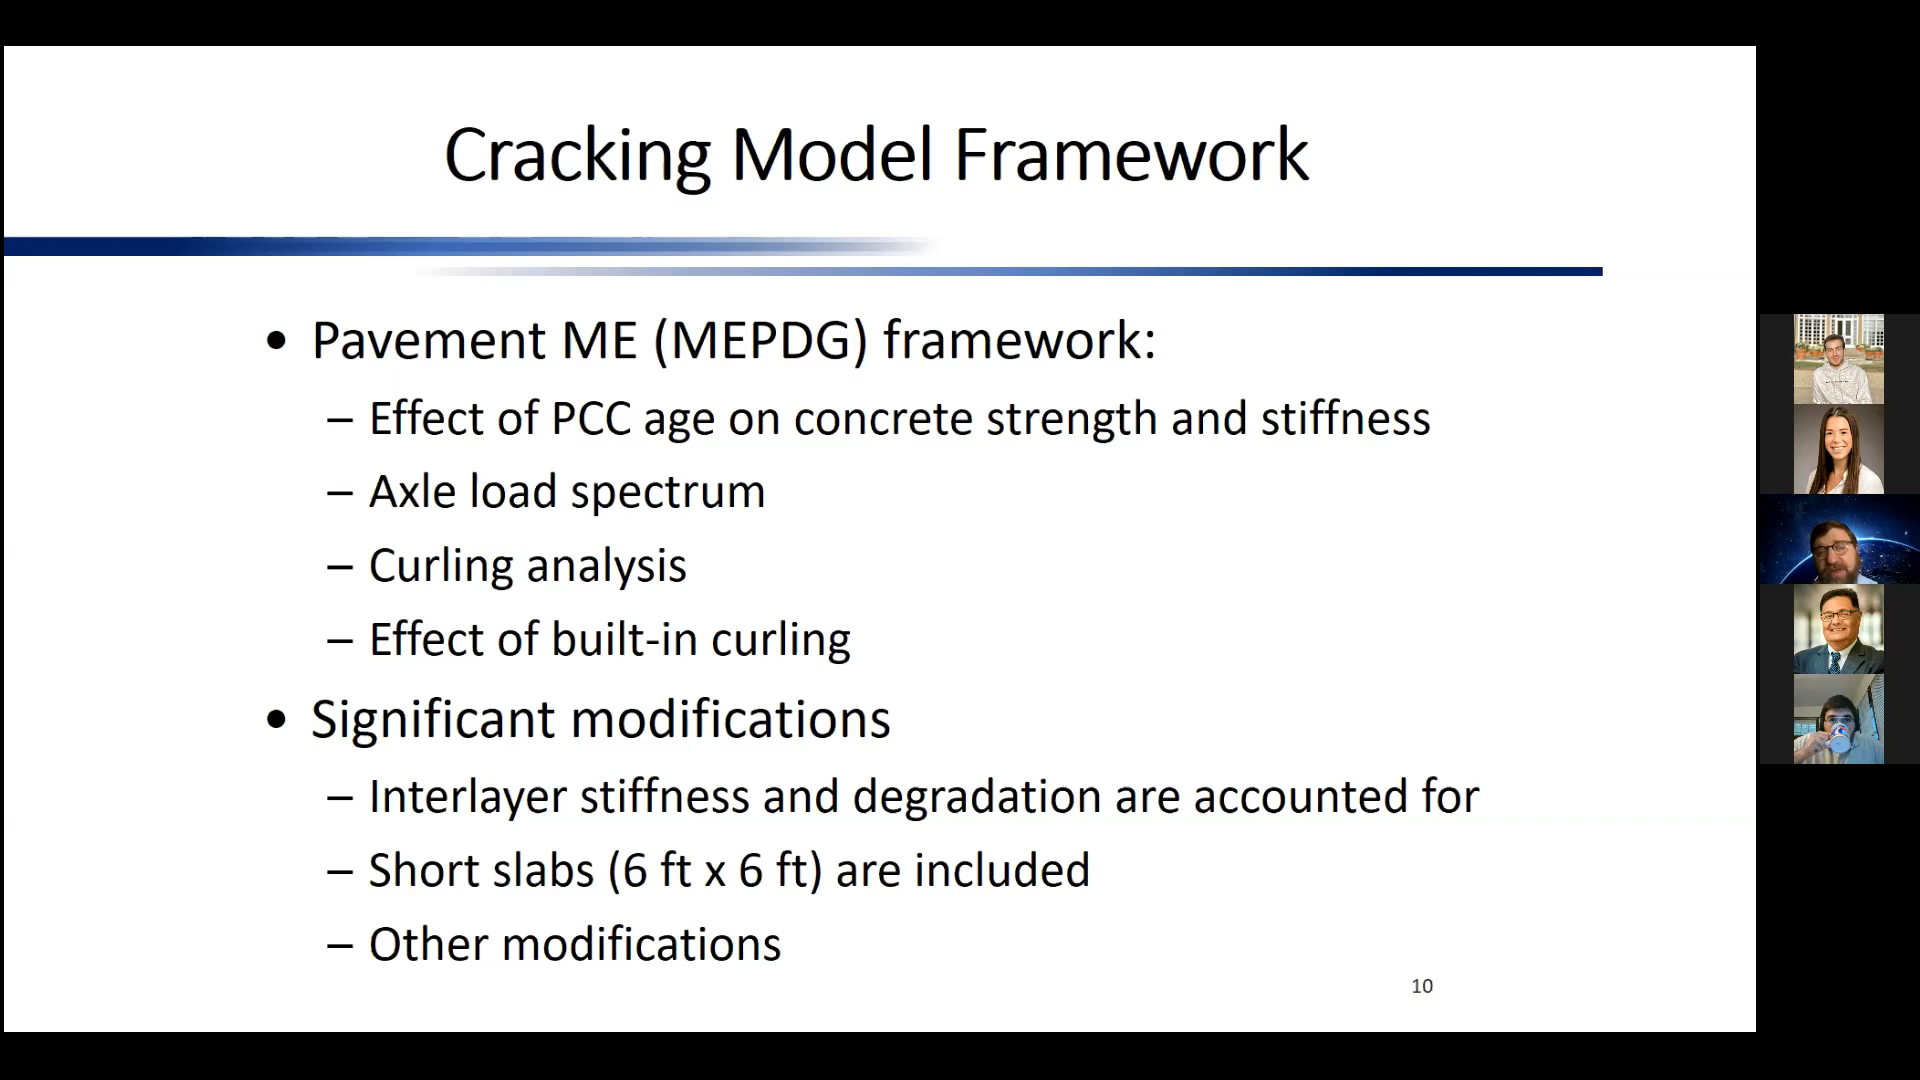 Cracking Model Framework
• Pavement ME (MEPDG) framework:
– Effect of PCC age on concrete strength and stiffness
– Axle load spectrum
– Curling analysis
– Effect of built-in curling
• Significant modifications
– Interlayer stiffness and degradation are accounted for
– Short slabs (6 ft x 6 ft) are included
– Other modifications
10